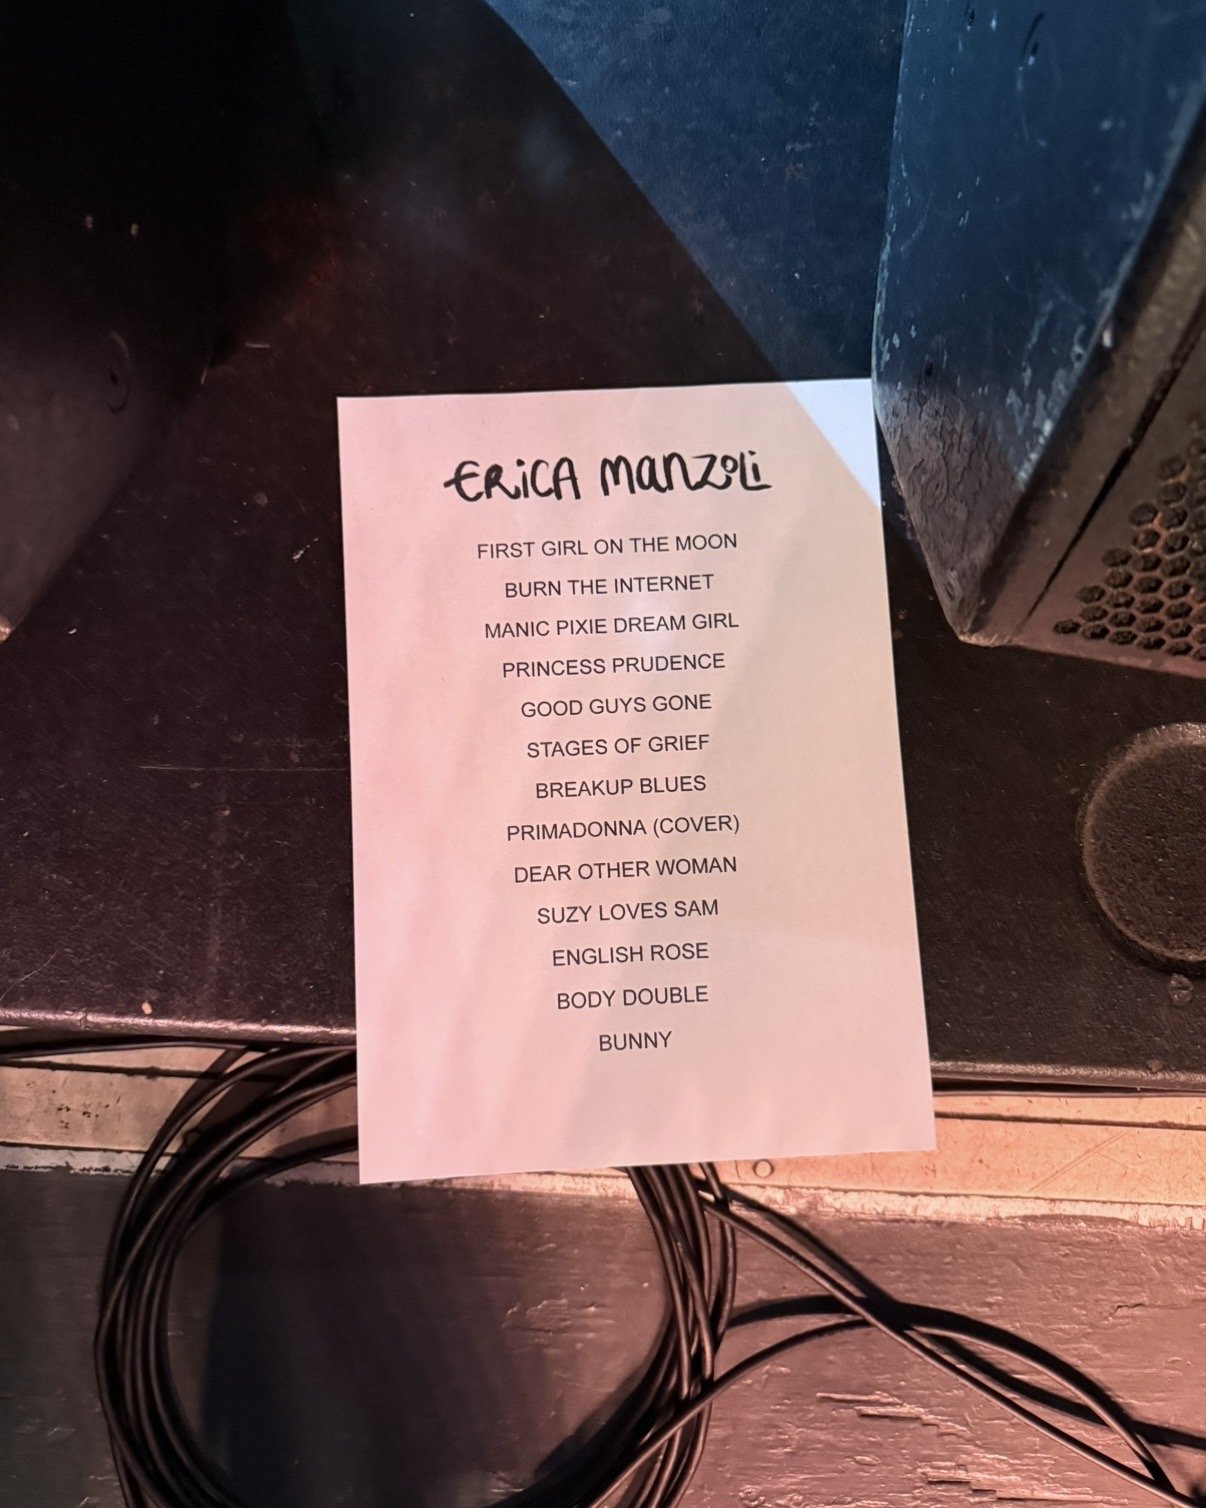 ERiCA MANZOLi
FIRST GIRL ON THE MOON
BURN THE INTERNET
MANIC PIXIE DREAM GIRL
PRINCESS PRUDENCE
GOOD GUYS GONE
STAGES OF GRIEF
BREAKUP BLUES
PRIMADONNA (COVER)
DEAR OTHER WOMAN
SUZY LOVES SAM
ENGLISH ROSE
BODY DOUBLE
BUNNY